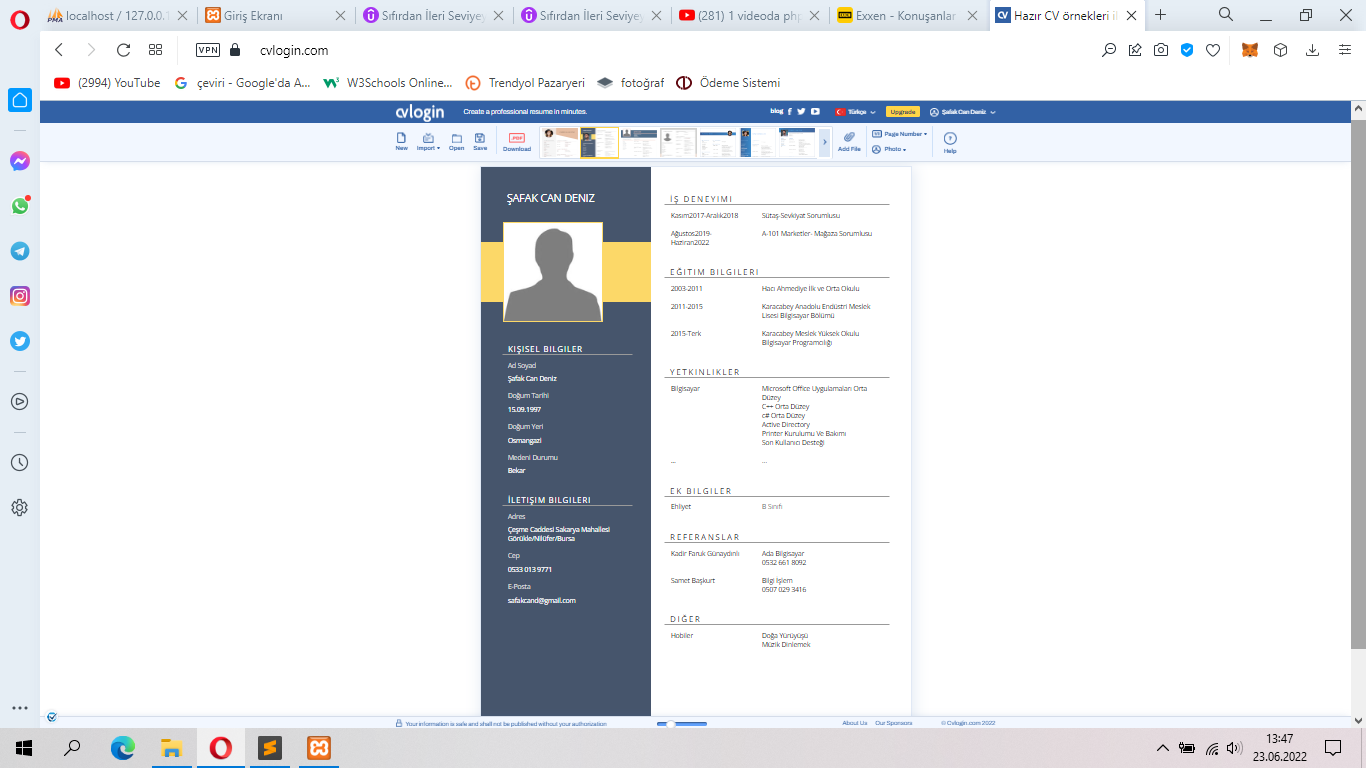 localhost / 127.0.0.1
Giriş Ekranı
Sıfırdan İleri Seviye
Sıfırdan İleri Seviye
(281) 1 videoda php
Exxen - Konuşanlar
Hazır CV örnekleri il
VPN
cvlogin.com
(2994) YouTube
çeviri - Google'da A...
W3Schools Online...
Trendyol Pazaryeri
fotoğraf
Ödeme Sistemi
cvlogin
Create a professional resume in minutes.
blog
Türkçe
Upgrade
Şafak Can Deniz
New
Import
Open
Save
PDF
Download
Add File
Page Number
Photo
Help
ŞAFAK CAN DENIZ
KIŞISEL BILGILER
Ad Soyad
Şafak Can Deniz
Doğum Tarihi
15.09.1997
Doğum Yeri
Osmangazi
Medeni Durumu
Bekar
İLETIŞIM BILGILERI
Adres
Çeşme Caddesi Sakarya Mahallesi
Görükle/Nilüfer/Bursa
Cep
0533 013 9771
E-Posta
safakcand@gmail.com
İŞ DENEYIMI
Kasım2017-Aralık2018 Sütaş-Sevkiyat Sorumlusu
Ağustos2019- A-101 Marketler- Mağaza Sorumlusu
Haziran2022
EĞITIM BILGILERI
2003-2011 Hacı Ahmediye İlk ve Orta Okulu
2011-2015 Karacabey Anadolu Endüstri Meslek
Lisesi Bilgisayar Bölümü
2015-Terk Karacabey Meslek Yüksek Okulu
Bilgisayar Programcılığı
YETKINLIKLER
Bilgisayar Microsoft Office Uygulamaları Orta
Düzey
C++ Orta Düzey
c# Orta Düzey
Active Directory
Printer Kurulumu Ve Bakımı
Son Kullanıcı Desteği
... ...
EK BILGILER
Ehliyet B Sınıfı
REFERANSLAR
Kadir Faruk Günaydınlı Ada Bilgisayar
0532 661 8092
Samet Başkurt Bilgi İşlem
0507 029 3416
DIĞER
Hobiler Doğa Yürüyüşü
Müzik Dinlemek
Your information is safe and shall not be published without your authorization
About Us
Our Sponsors
© Cvlogin.com 2022
13:47
23.06.2022